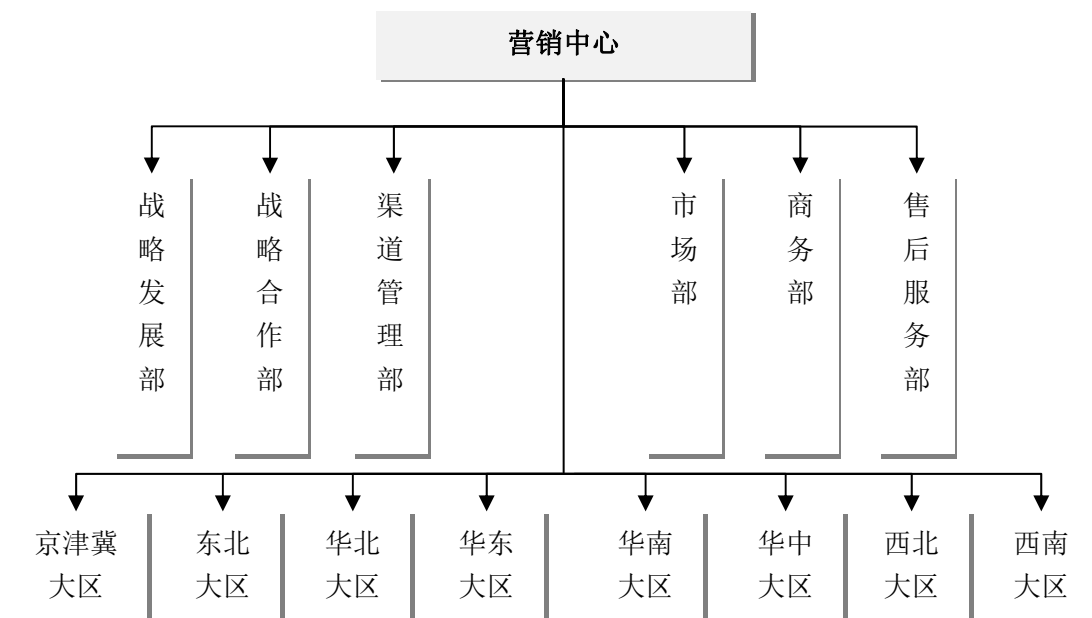 营销中心
战略发展部
战略合作部
渠道管理部
市场部
商务部
售后服务部
京津冀
大区
东北
大区
华北
大区
华东
大区
华南
大区
华中
大区
西北
大区
西南
大区